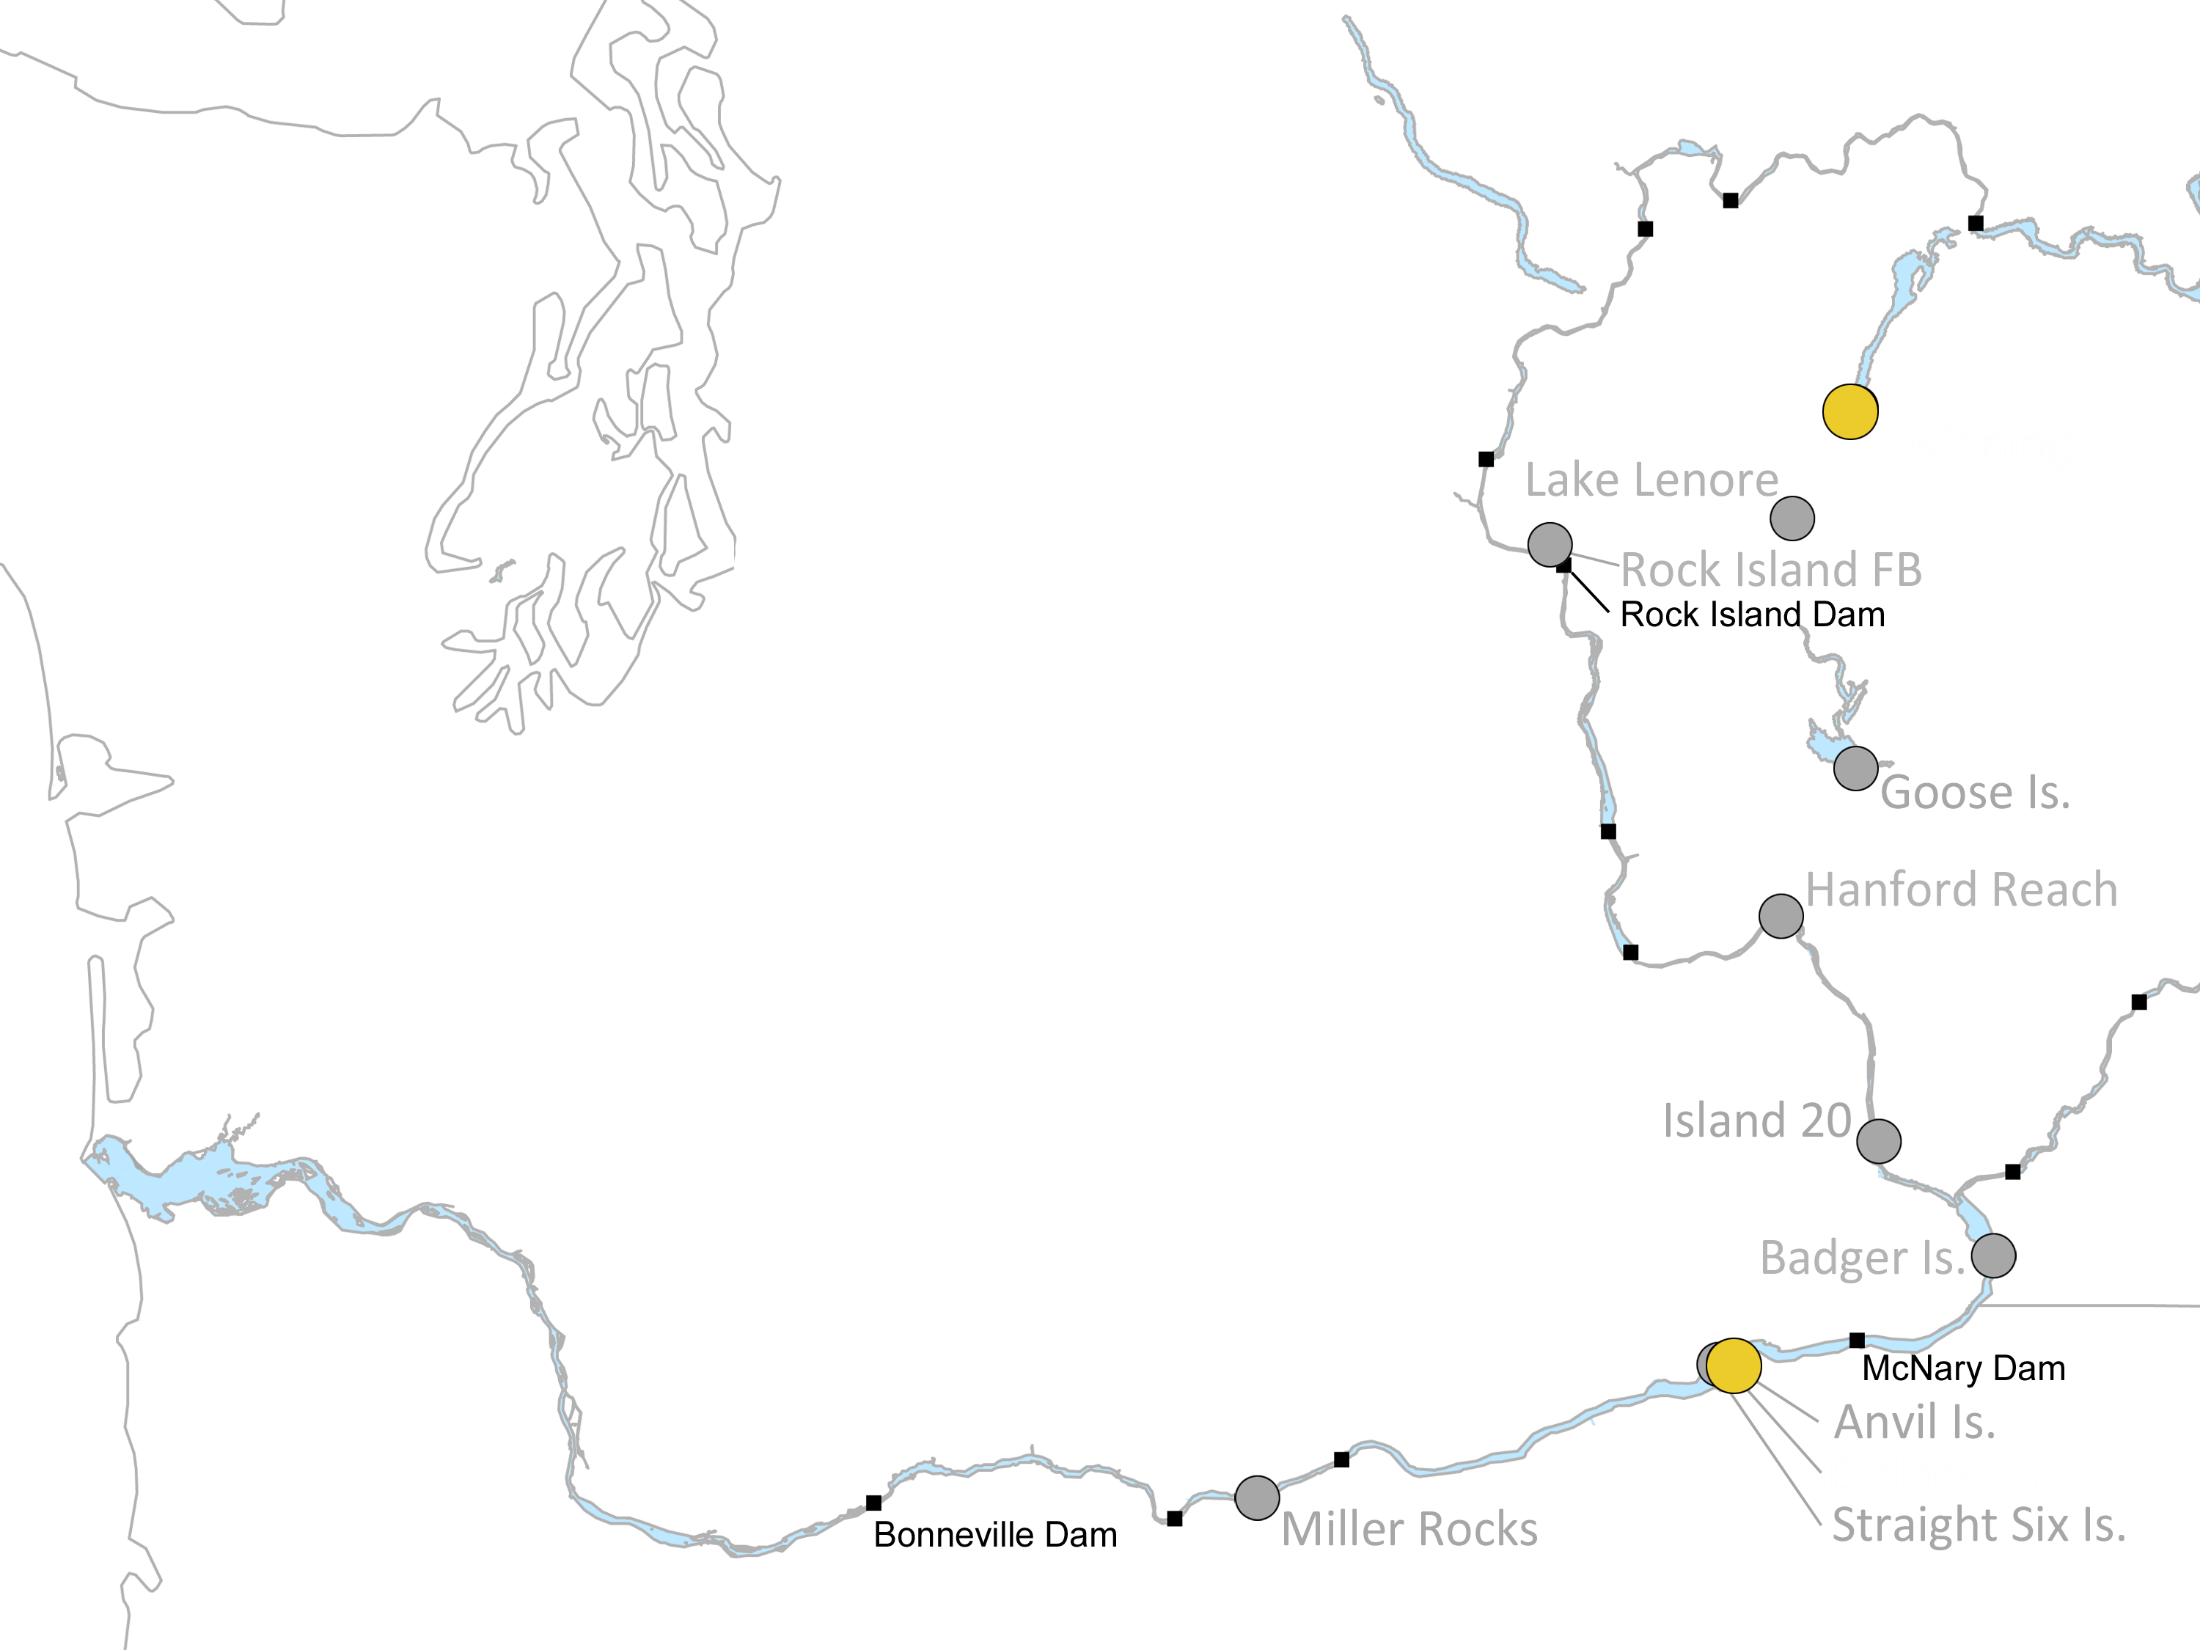 Lake Lenore
Rock Island FB
Rock Island Dam
Goose Is.
Hanford Reach
Island 20
Badger Is.
McNary Dam
Anvil Is.
Straight Six Is.
Miller Rocks
Bonneville Dam